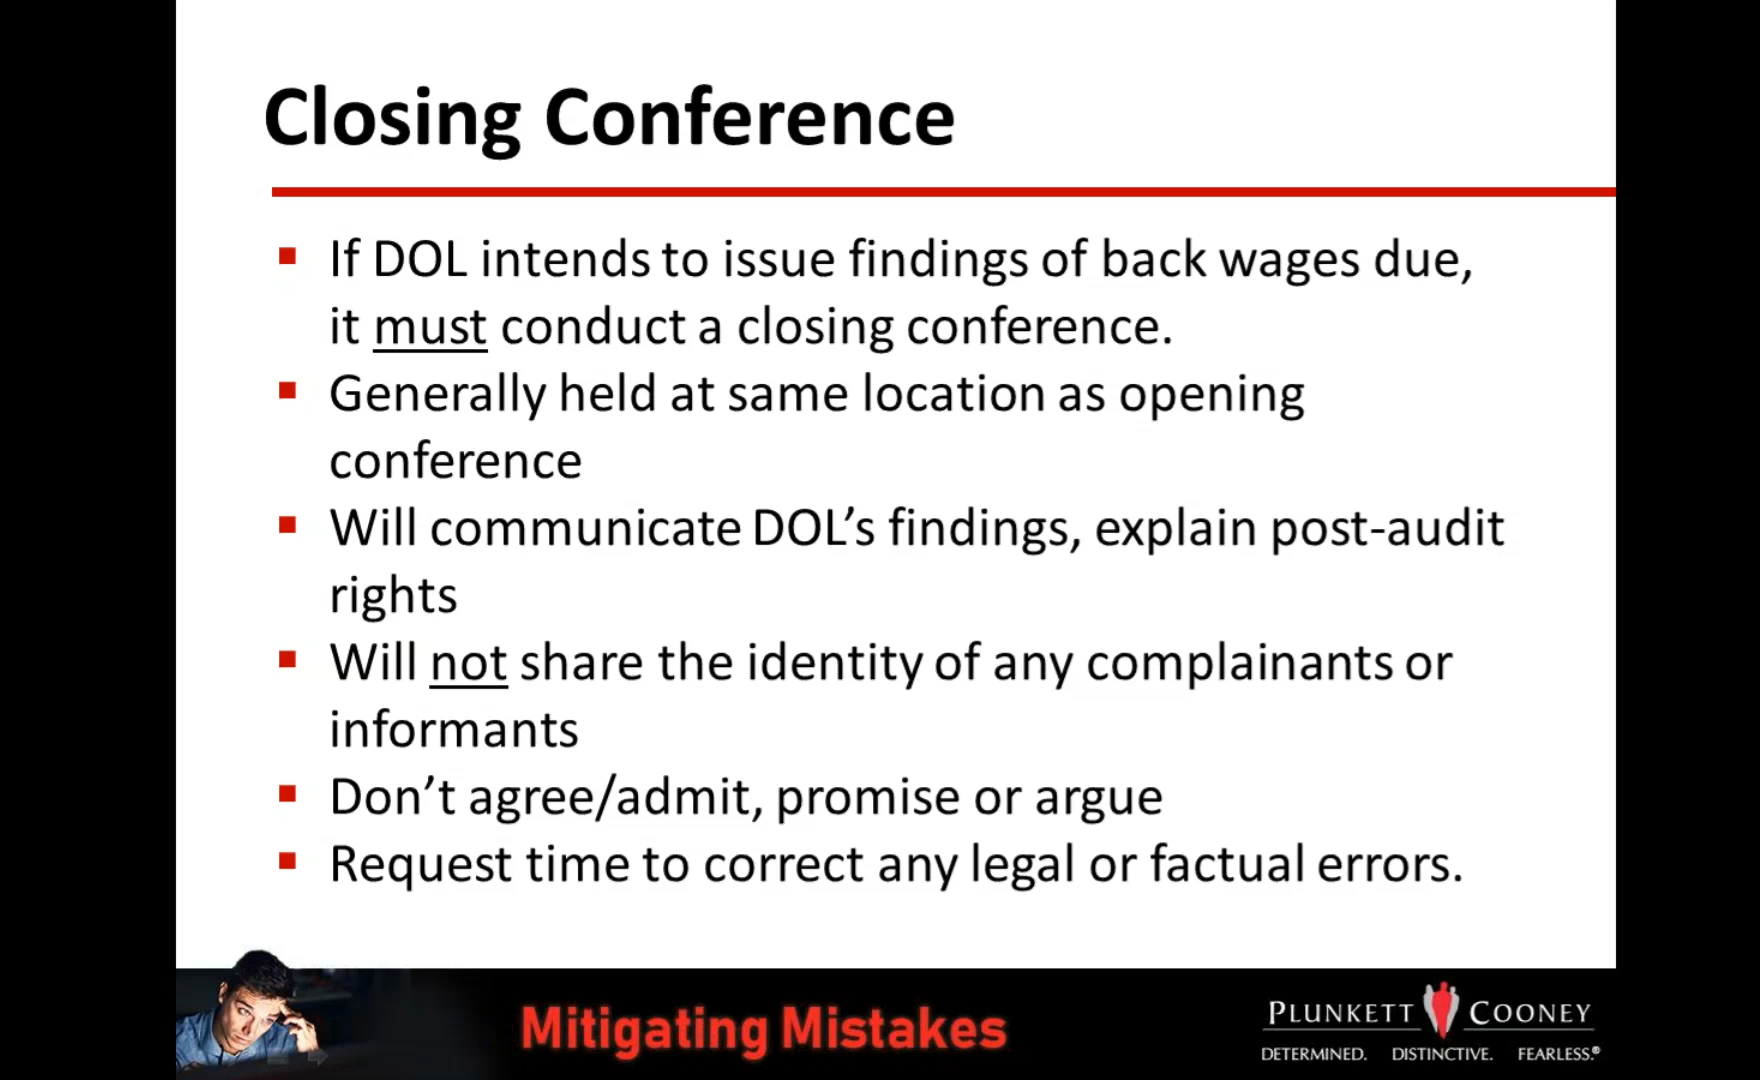 Closing Conference
If DOL intends to issue findings of back wages due,
it must conduct a closing conference.
Generally held at same location as opening
conference
Will communicate DOL’s findings, explain post-audit
rights
Will not share the identity of any complainants or
informants
Don’t agree/admit, promise or argue
Request time to correct any legal or factual errors.
Mitigating Mistakes
PLUNKETT COONEY
DETERMINED. DISTINCTIVE. FEARLESS.®